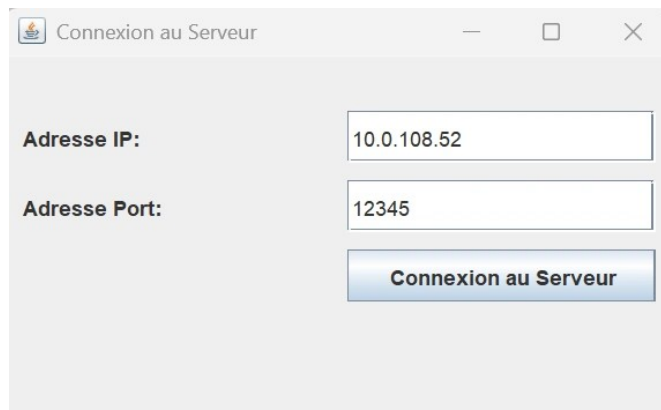 Connexion au Serveur
Adresse IP: 10.0.108.52
Adresse Port: 12345
Connexion au Serveur